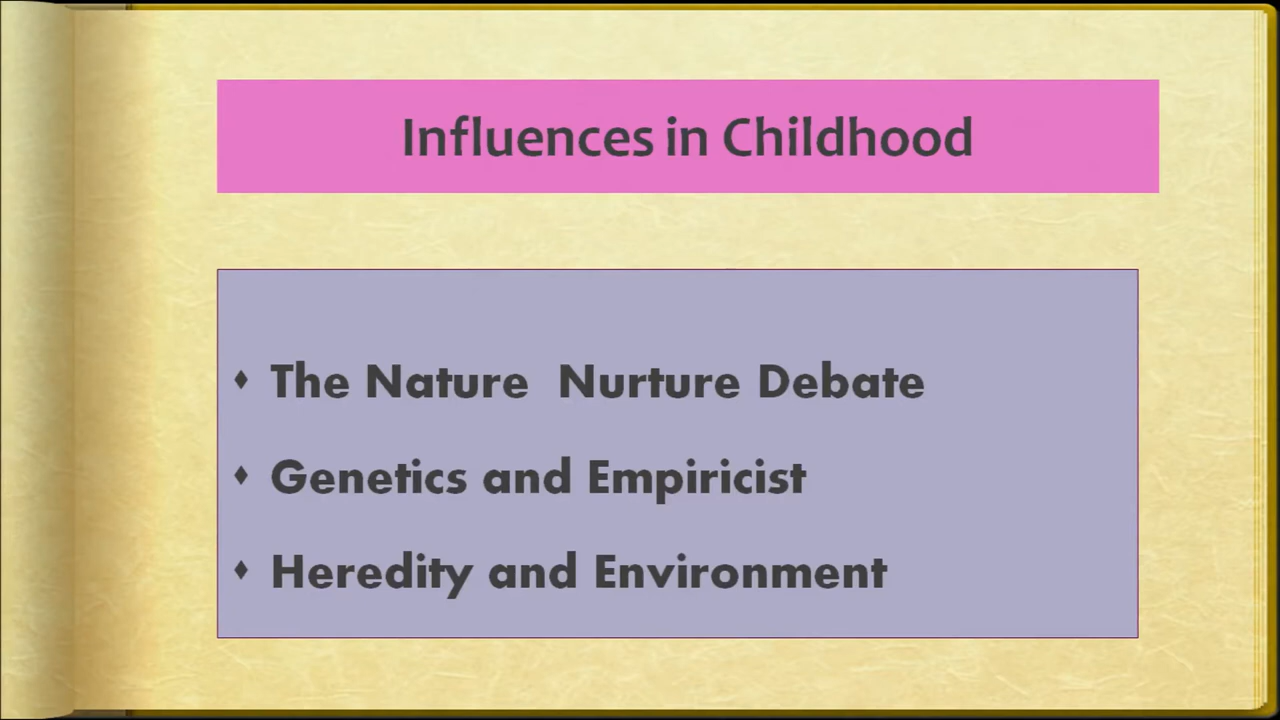 Influences in Childhood
♦ The Nature  Nurture Debate
♦ Genetics and Empiricist
♦ Heredity and Environment